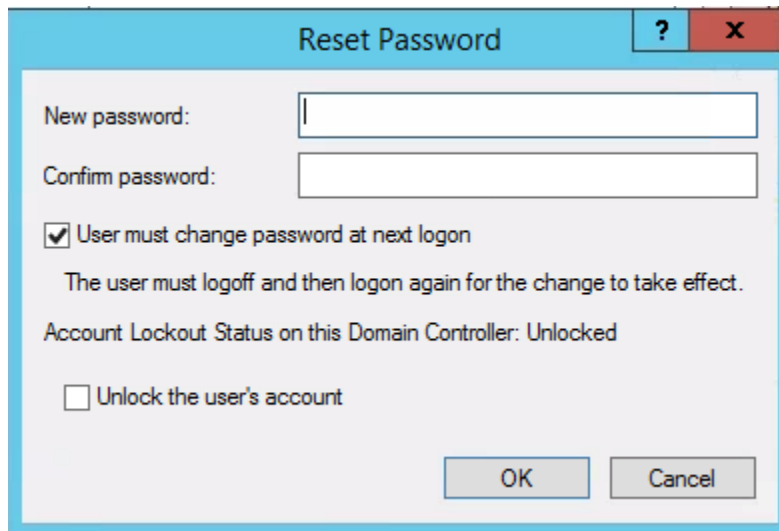 Reset Password
?
x
New password:
Confirm password:
User must change password at next logon
The user must logoff and then logon again for the change to take effect.
Account Lockout Status on this Domain Controller: Unlocked
Unlock the user's account
OK
Cancel